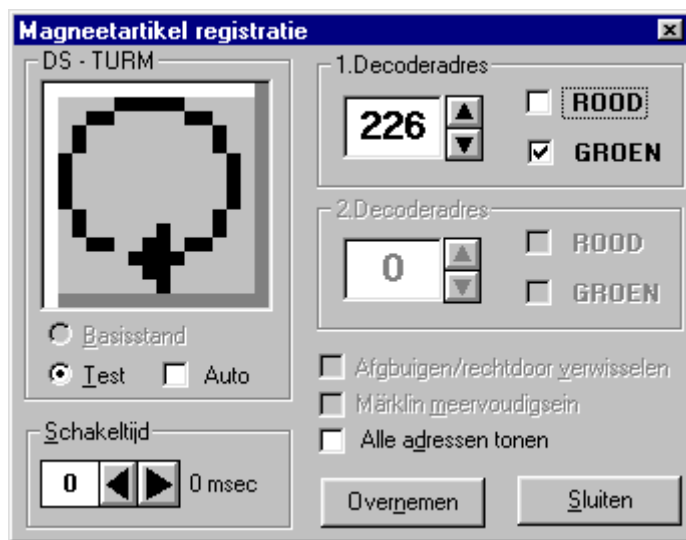 Magneetartikel registratie
DS - TURM
Basisstand
Test
Auto
Schakeltijd
0
0 msec
1.Decoderadres
226
ROOD
GROEN
2.Decoderadres
0
ROOD
GROEN
Afgbuigen/rechtdoor verwisselen
Märklin meervoudigsein
Alle adressen tonen
Overnemen
Sluiten